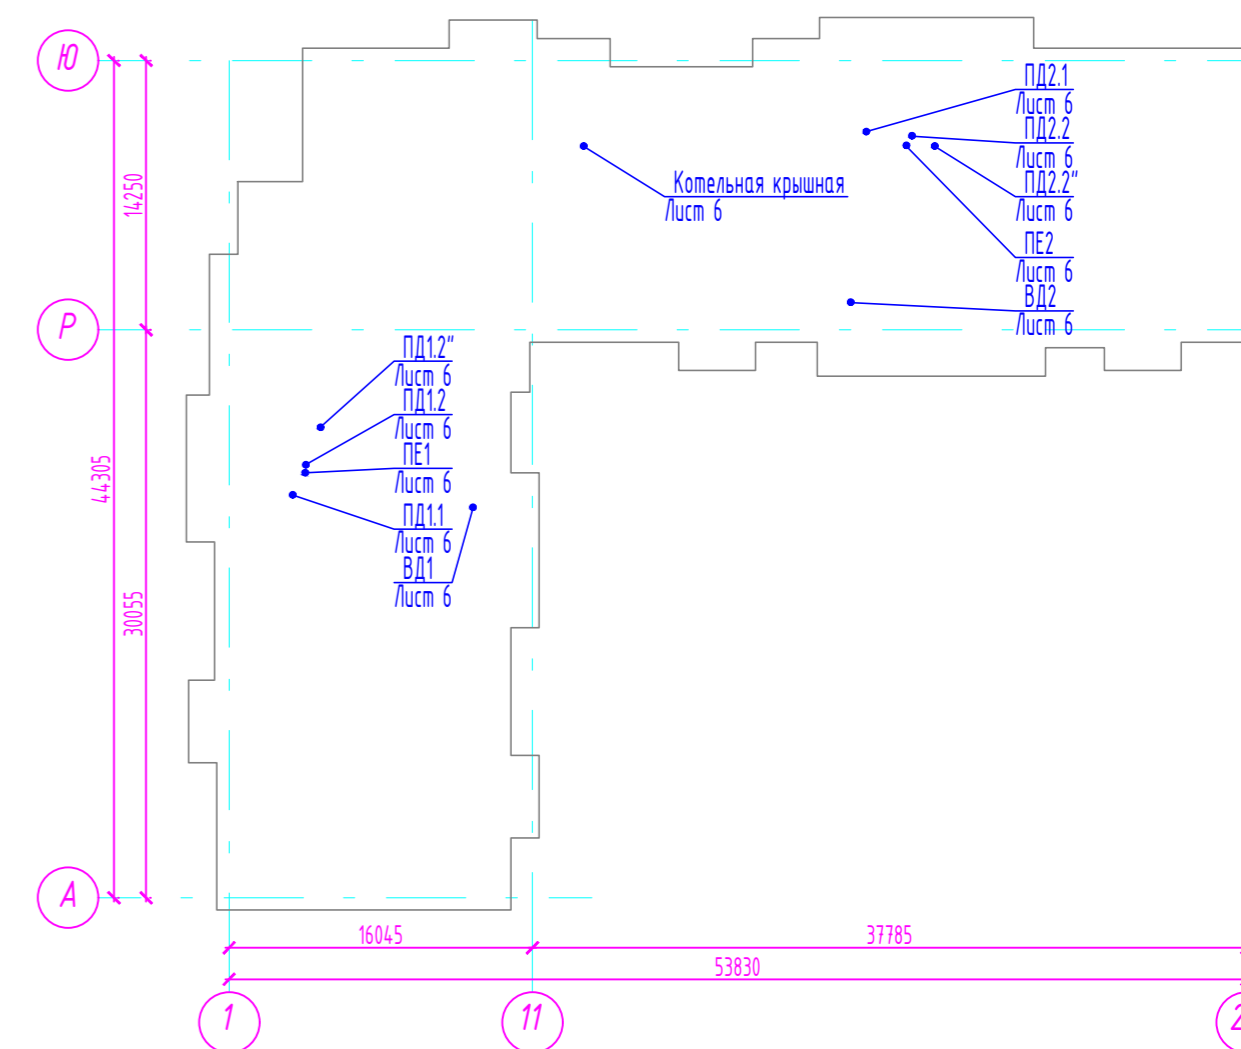 Ю
ПД2.1
Лист 6
ПД2.2
Лист 6
ПД2.2"
Лист 6
Котельная крышная
Лист 6
ПЕ2
Лист 6
ВД2
Лист 6
14250
Р
ПД1.2"
Лист 6
ПД1.2
Лист 6
ПЕ1
Лист 6
ПД1.1
Лист 6
ВД1
Лист 6
44305
30055
А
16045
37785
53830
1
11
2